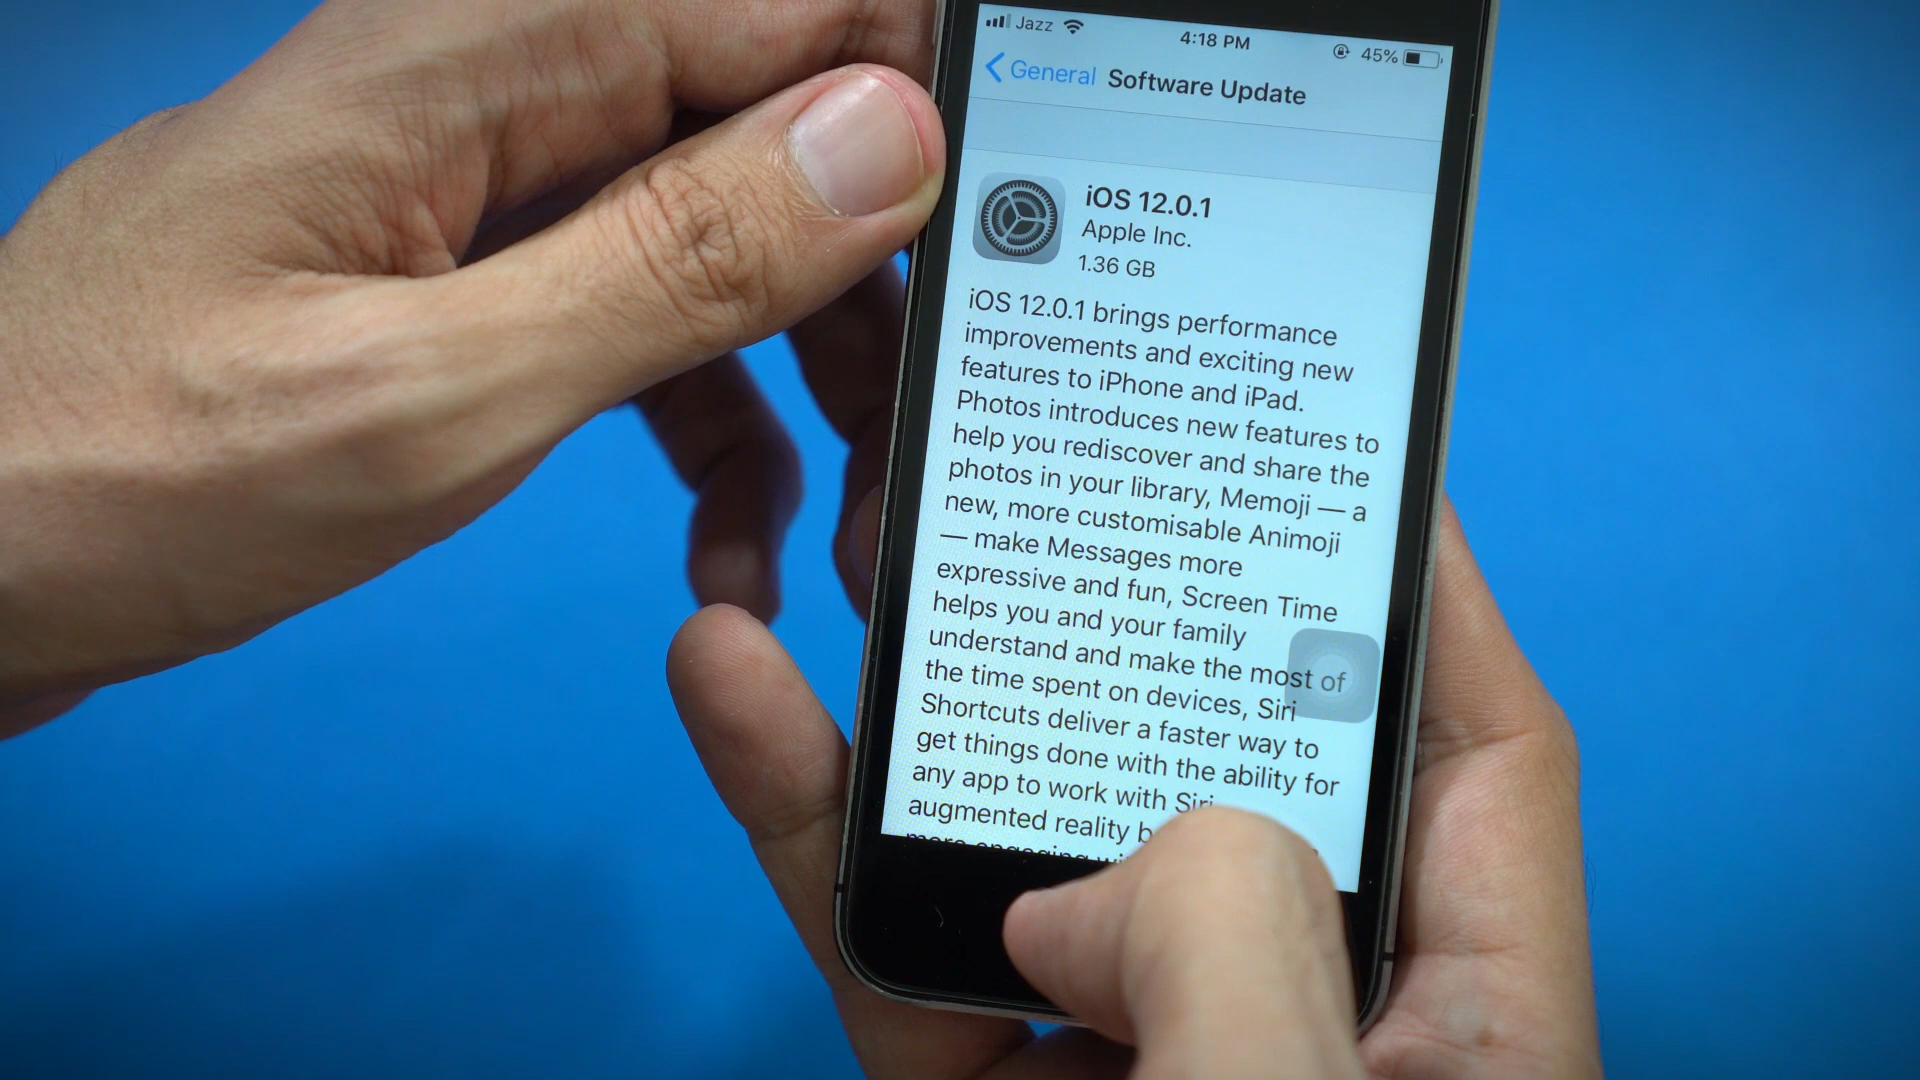 Jazz
4:18 PM
45%
General
Software Update
iOS 12.0.1
Apple Inc.
1.36 GB
iOS 12.0.1 brings performance
improvements and exciting new
features to iPhone and iPad.
Photos introduces new features to
help you rediscover and share the
photos in your library, Memoji — a
new, more customisable Animoji
— make Messages more
expressive and fun, Screen Time
helps you and your family
understand and make the most of
the time spent on devices, Siri
Shortcuts deliver a faster way to
get things done with the ability for
any app to work with Siri
augmented reality
more engaging